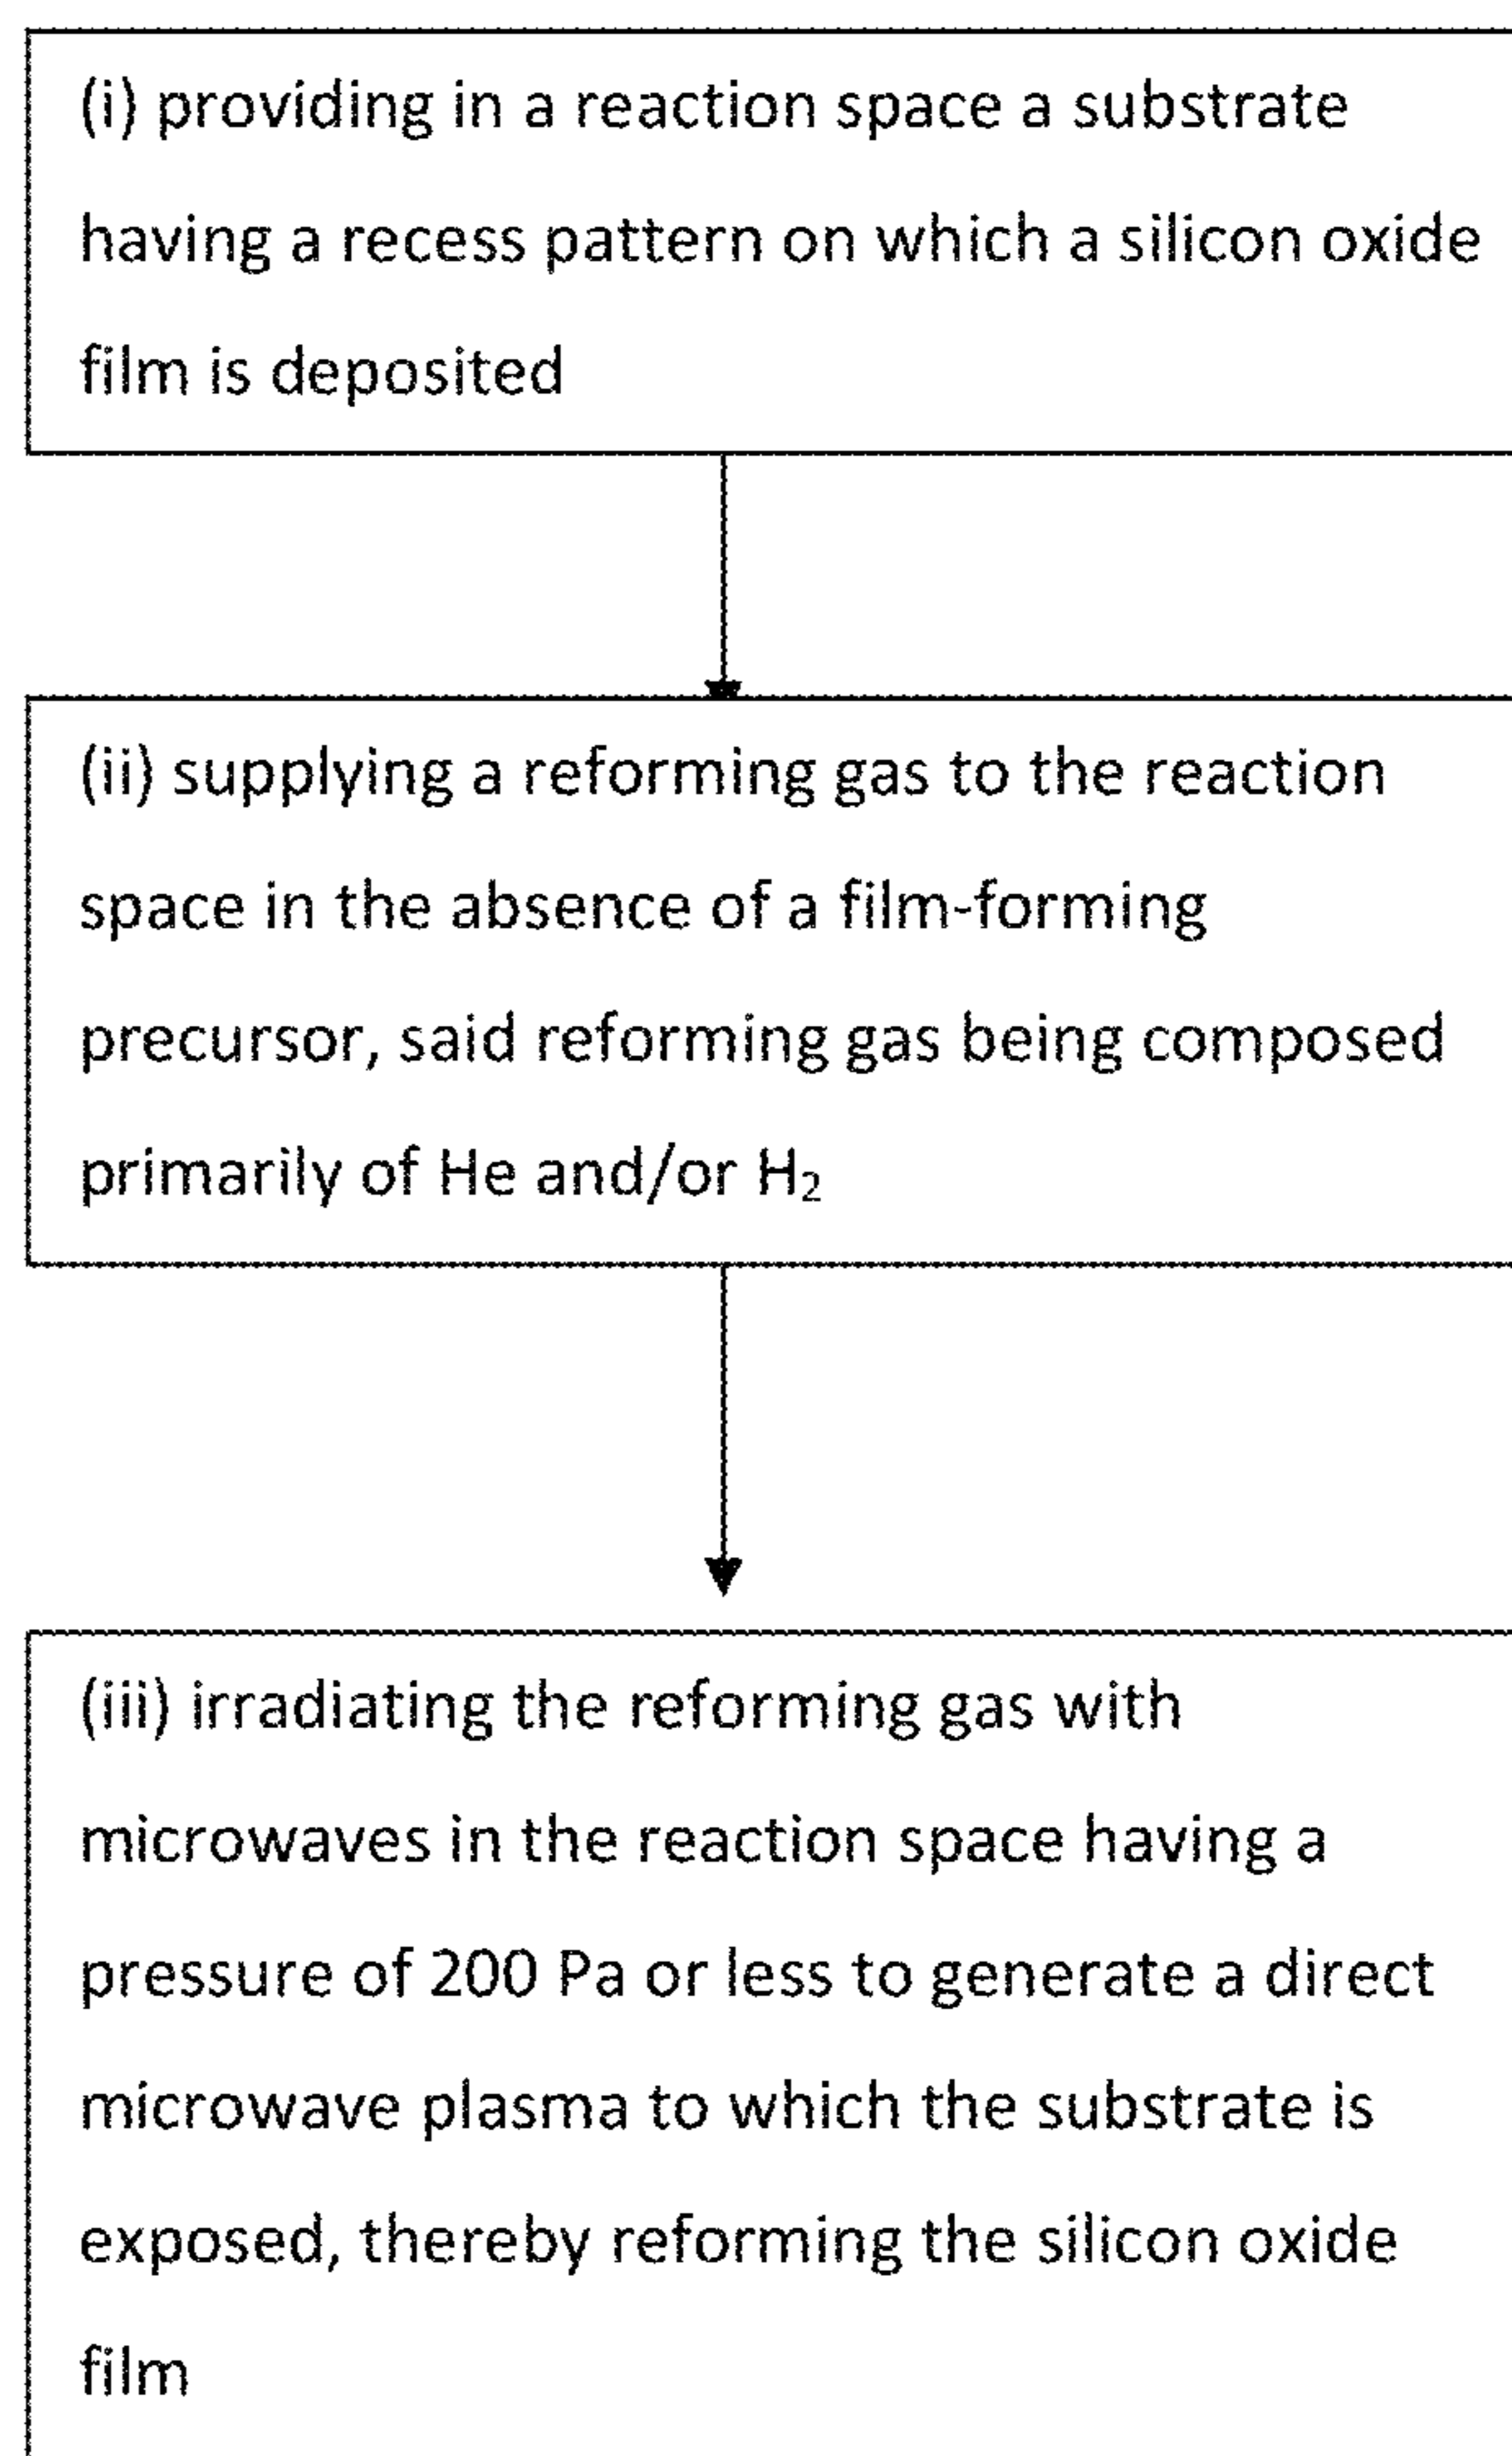 (i) providing in a reaction space a substrate
having a recess pattern on which a silicon oxide
film is deposited
(ii) supplying a reforming gas to the reaction
space in the absence of a film-forming
precursor, said reforming gas being composed
primarily of He and/or H₂
(iii) irradiating the reforming gas with
microwaves in the reaction space having a
pressure of 200 Pa or less to generate a direct
microwave plasma to which the substrate is
exposed, thereby reforming the silicon oxide
film